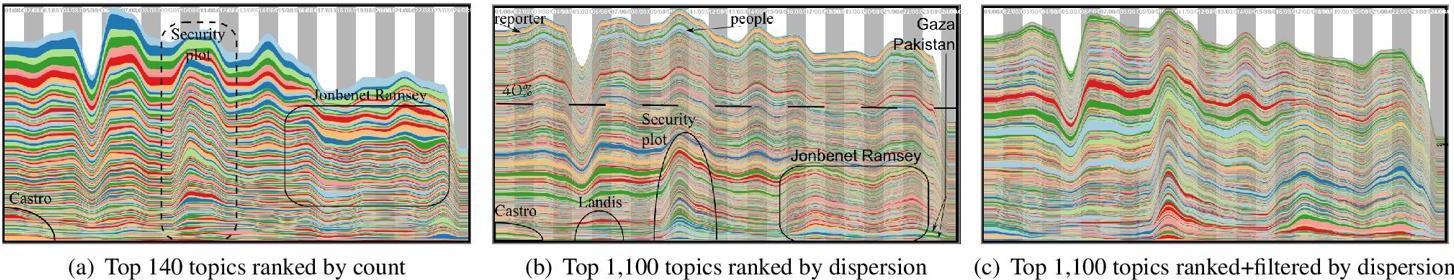 Security
plot
Jonbenet Ramsey
Castro
reporter
people
Gaza
Pakistan
40%
Security
plot
Jonbenet Ramsey
Landis
Castro
(a) Top 140 topics ranked by count
(b) Top 1,100 topics ranked by dispersion
(c) Top 1,100 topics ranked+filtered by dispersion